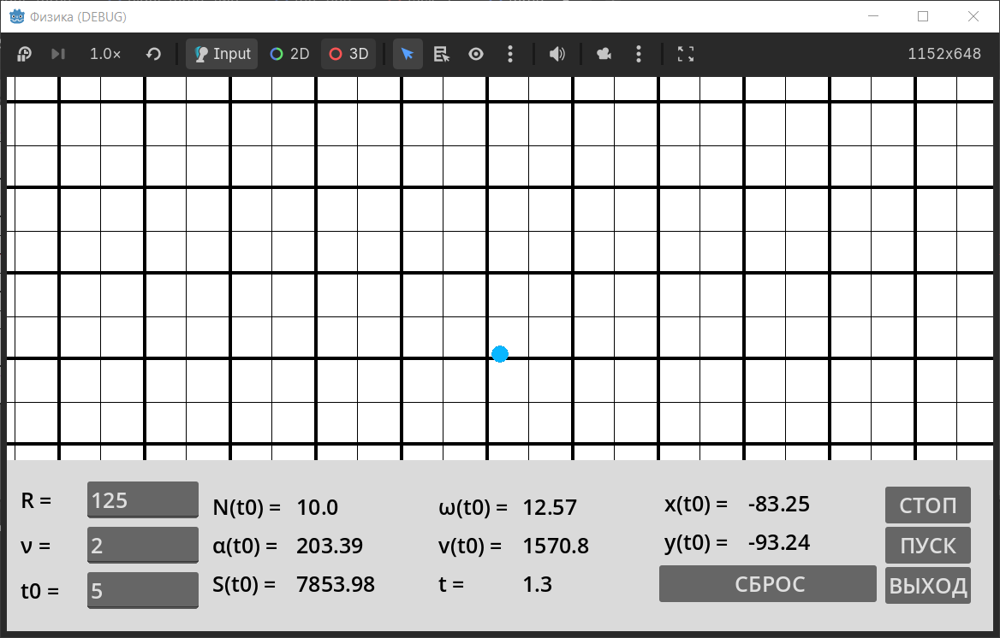 Физика (DEBUG)
1.0× Input 2D 3D 1152x648
R = 125
ν = 2
t0 = 5
N(t0) = 10.0
α(t0) = 203.39
S(t0) = 7853.98
ω(t0) = 12.57
v(t0) = 1570.8
t = 1.3
x(t0) = -83.25
y(t0) = -93.24
СБРОС
СТОП
ПУСК
ВЫХОД